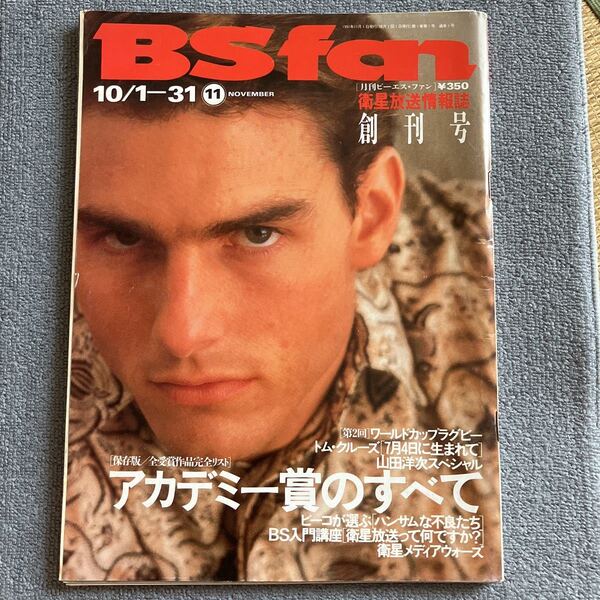 BSfan
10/1—31 ⑪ NOVEMBER
[月刊ビーエス・ファン]¥350
衛星放送情報誌
創刊号
[第2回]ワールドカップラグビー
トム・クルーズ[7月4日に生まれて]
山田洋次スペシャル
[保存版/全受賞作品完全リスト]
アカデミー賞のすべて
ピーコが選ぶ[ハンサムな不良たち]
BS入門講座[衛星放送って何ですか?]
衛星メディアウォーズ